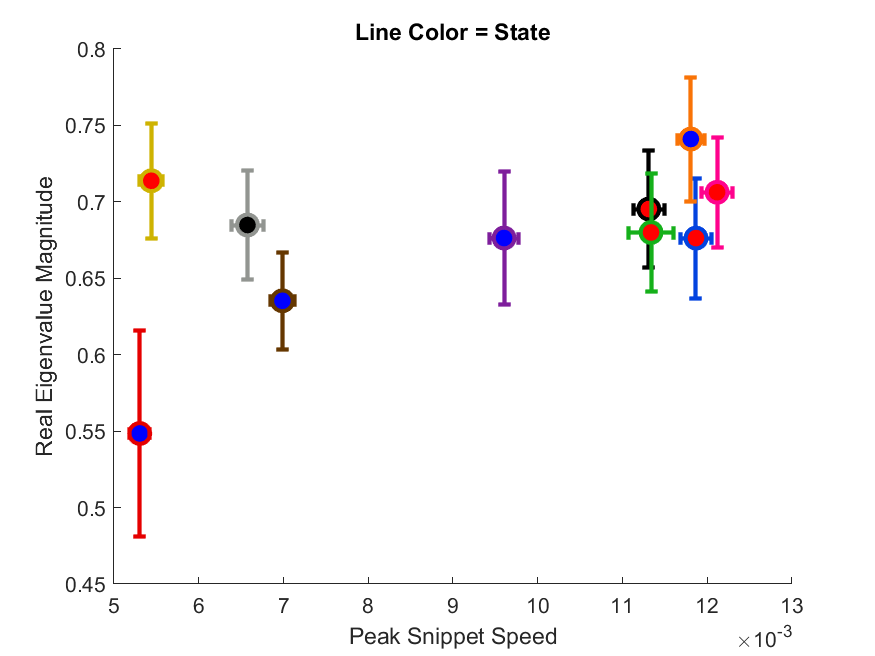 Line Color = State
0.8
0.75
0.7
0.65
0.6
0.55
0.5
0.45
Real Eigenvalue Magnitude
5 6 7 8 9 10 11 12 13
Peak Snippet Speed
×10-3